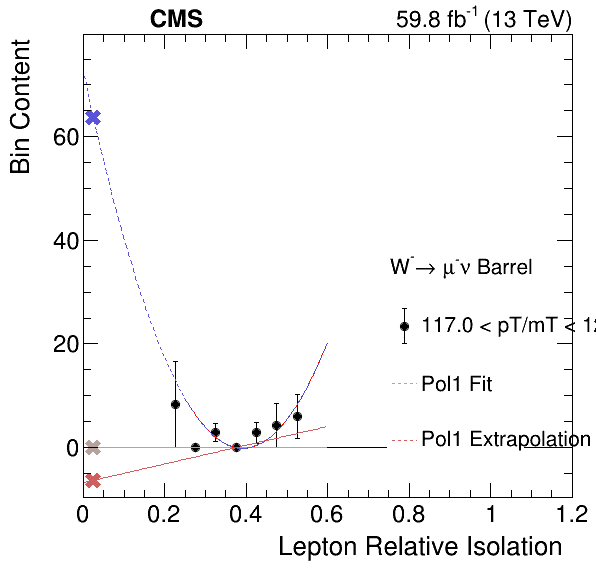 CMS 59.8 fb⁻¹ (13 TeV)
Bin Content
60
40
20
0
W⁻→ μ⁻ν Barrel
117.0 < pT/mT < 12
Pol1 Fit
Pol1 Extrapolation
0 0.2 0.4 0.6 0.8 1 1.2
Lepton Relative Isolation